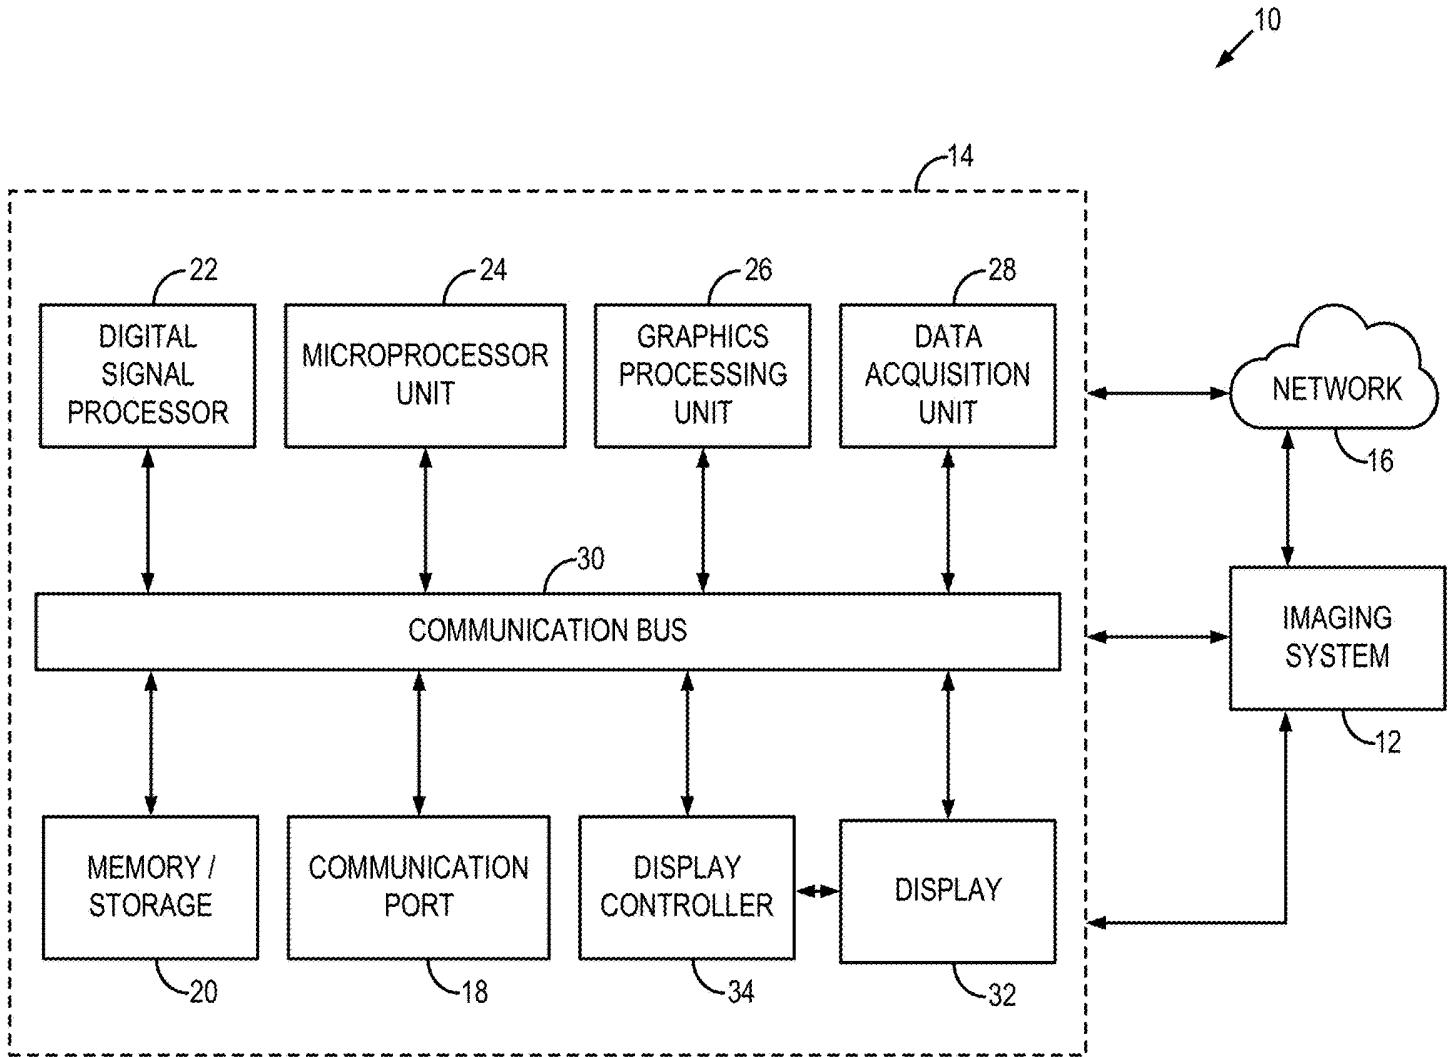 10
14
22
24
26
28
DIGITAL
SIGNAL
PROCESSOR
MICROPROCESSOR
UNIT
GRAPHICS
PROCESSING
UNIT
DATA
ACQUISITION
UNIT
NETWORK
16
30
COMMUNICATION BUS
IMAGING
SYSTEM
12
MEMORY /
STORAGE
COMMUNICATION
PORT
DISPLAY
CONTROLLER
DISPLAY
20
18
34
32